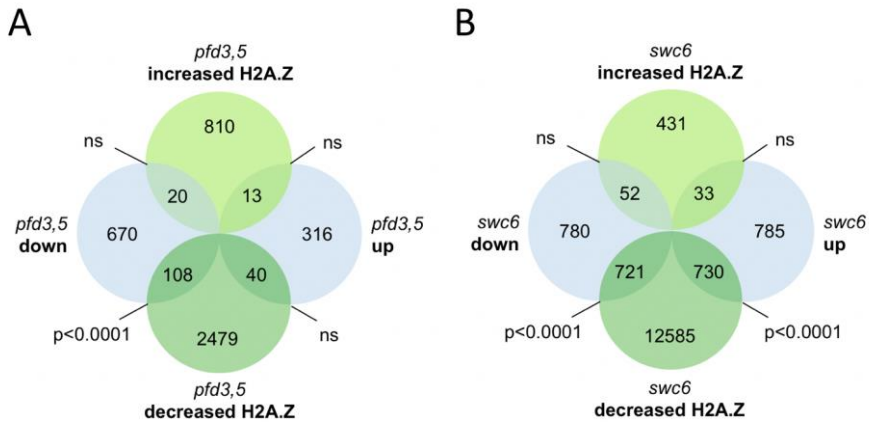 A
pfd3,5
increased H2A.Z
810
ns
ns
20
13
pfd3,5
down
670
316
pfd3,5
up
108
40
p<0.0001
ns
2479
pfd3,5
decreased H2A.Z
B
swc6
increased H2A.Z
431
ns
ns
52
33
swc6
down
780
785
swc6
up
721
730
p<0.0001
p<0.0001
12585
swc6
decreased H2A.Z